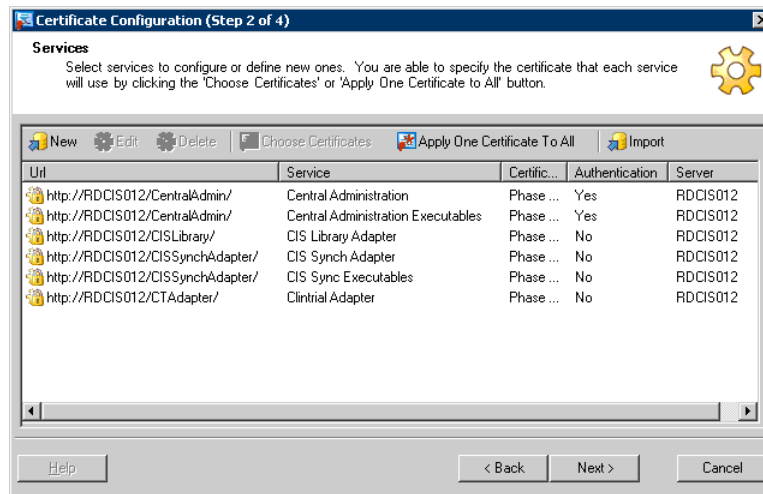 Certificate Configuration (Step 2 of 4)
Services
Select services to configure or define new ones. You are able to specify the certificate that each service
will use by clicking the 'Choose Certificates' or 'Apply One Certificate to All' button.
New Edit Delete Choose Certificates Apply One Certificate To All Import
Url Service Certific... Authentication Server
http://RDCIS012/CentralAdmin/ Central Administration Phase ... Yes RDCIS012
http://RDCIS012/CentralAdmin/ Central Administration Executables Phase ... Yes RDCIS012
http://RDCIS012/CISLibrary/ CIS Library Adapter Phase ... No RDCIS012
http://RDCIS012/CISSynchAdapter/ CIS Synch Adapter Phase ... No RDCIS012
http://RDCIS012/CISSynchAdapter/ CIS Sync Executables Phase ... No RDCIS012
http://RDCIS012/CTAdapter/ Clintrial Adapter Phase ... No RDCIS012
Help < Back Next > Cancel